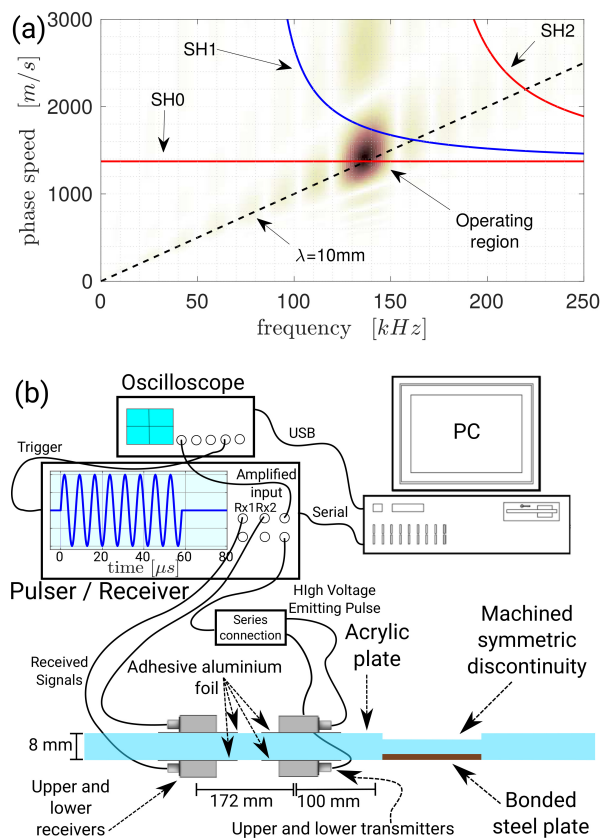 (a)
3000
2000
1000
0
phase speed [m/s]
SH1
SH0
SH2
Operating
region
λ=10mm
0
50
100
150
200
250
frequency [kHz]
(b)
Oscilloscope
PC
USB
Trigger
Amplified
input
Rx1Rx2
Serial
0 20 40 60 80
time [μs]
Pulser / Receiver
HIgh Voltage
Emitting Pulse
Series
connection
Machined
symmetric
discontinuity
Acrylic
plate
Received
Signals
Adhesive aluminium
foil
8 mm
172 mm
100 mm
Upper and
lower
receivers
Upper and lower transmitters
Bonded
steel plate